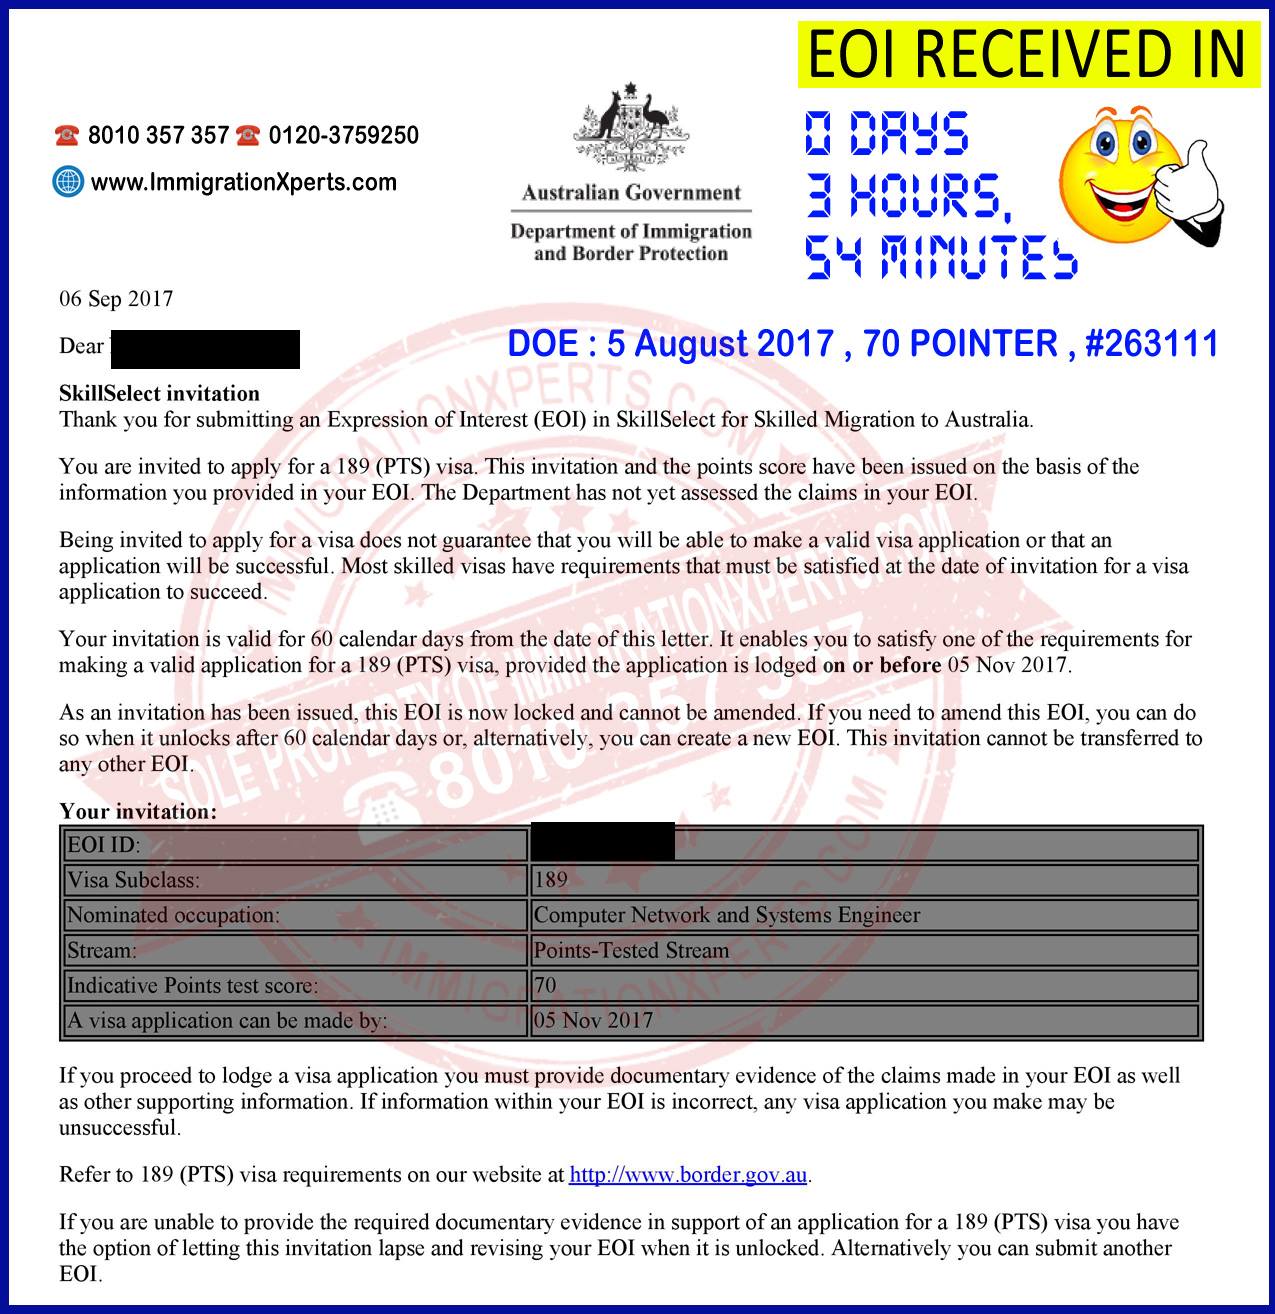 EOI RECEIVED IN
0 DAYS
3 HOURS,
54 MINUTES
8010 357 357 0120-3759250
www.ImmigrationXperts.com
Australian Government
Department of Immigration
and Border Protection
06 Sep 2017
Dear
DOE : 5 August 2017 , 70 POINTER , #263111
SkillSelect invitation
Thank you for submitting an Expression of Interest (EOI) in SkillSelect for Skilled Migration to Australia.
You are invited to apply for a 189 (PTS) visa. This invitation and the points score have been issued on the basis of the
information you provided in your EOI. The Department has not yet assessed the claims in your EOI.
Being invited to apply for a visa does not guarantee that you will be able to make a valid visa application or that an
application will be successful. Most skilled visas have requirements that must be satisfied at the date of invitation for a visa
application to succeed.
Your invitation is valid for 60 calendar days from the date of this letter. It enables you to satisfy one of the requirements for
making a valid application for a 189 (PTS) visa, provided the application is lodged on or before 05 Nov 2017.
As an invitation has been issued, this EOI is now locked and cannot be amended. If you need to amend this EOI, you can do
so when it unlocks after 60 calendar days or, alternatively, you can create a new EOI. This invitation cannot be transferred to
any other EOI.
Your invitation:
EOI ID:
Visa Subclass: 189
Nominated occupation: Computer Network and Systems Engineer
Stream: Points-Tested Stream
Indicative Points test score: 70
A visa application can be made by: 05 Nov 2017
If you proceed to lodge a visa application you must provide documentary evidence of the claims made in your EOI as well
as other supporting information. If information within your EOI is incorrect, any visa application you make may be
unsuccessful.
Refer to 189 (PTS) visa requirements on our website at http://www.border.gov.au.
If you are unable to provide the required documentary evidence in support of an application for a 189 (PTS) visa you have
the option of letting this invitation lapse and revising your EOI when it is unlocked. Alternatively you can submit another
EOI.
IMMIGRATIONXPERTS.COM
SOLE PROPERTY OF IMMIGRATIONXPERTS.COM
8010 357 357
IMMIGRATIONXPERTS.COM